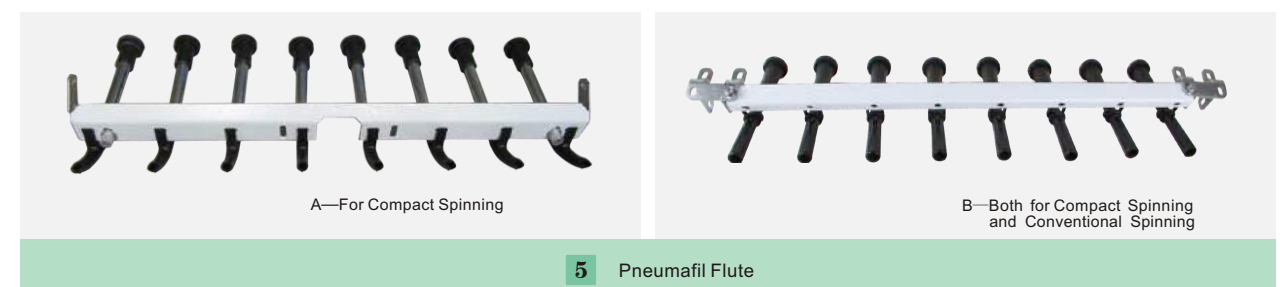 A—For Compact Spinning
B—Both for Compact Spinning
and Conventional Spinning
5 Pneumafil Flute